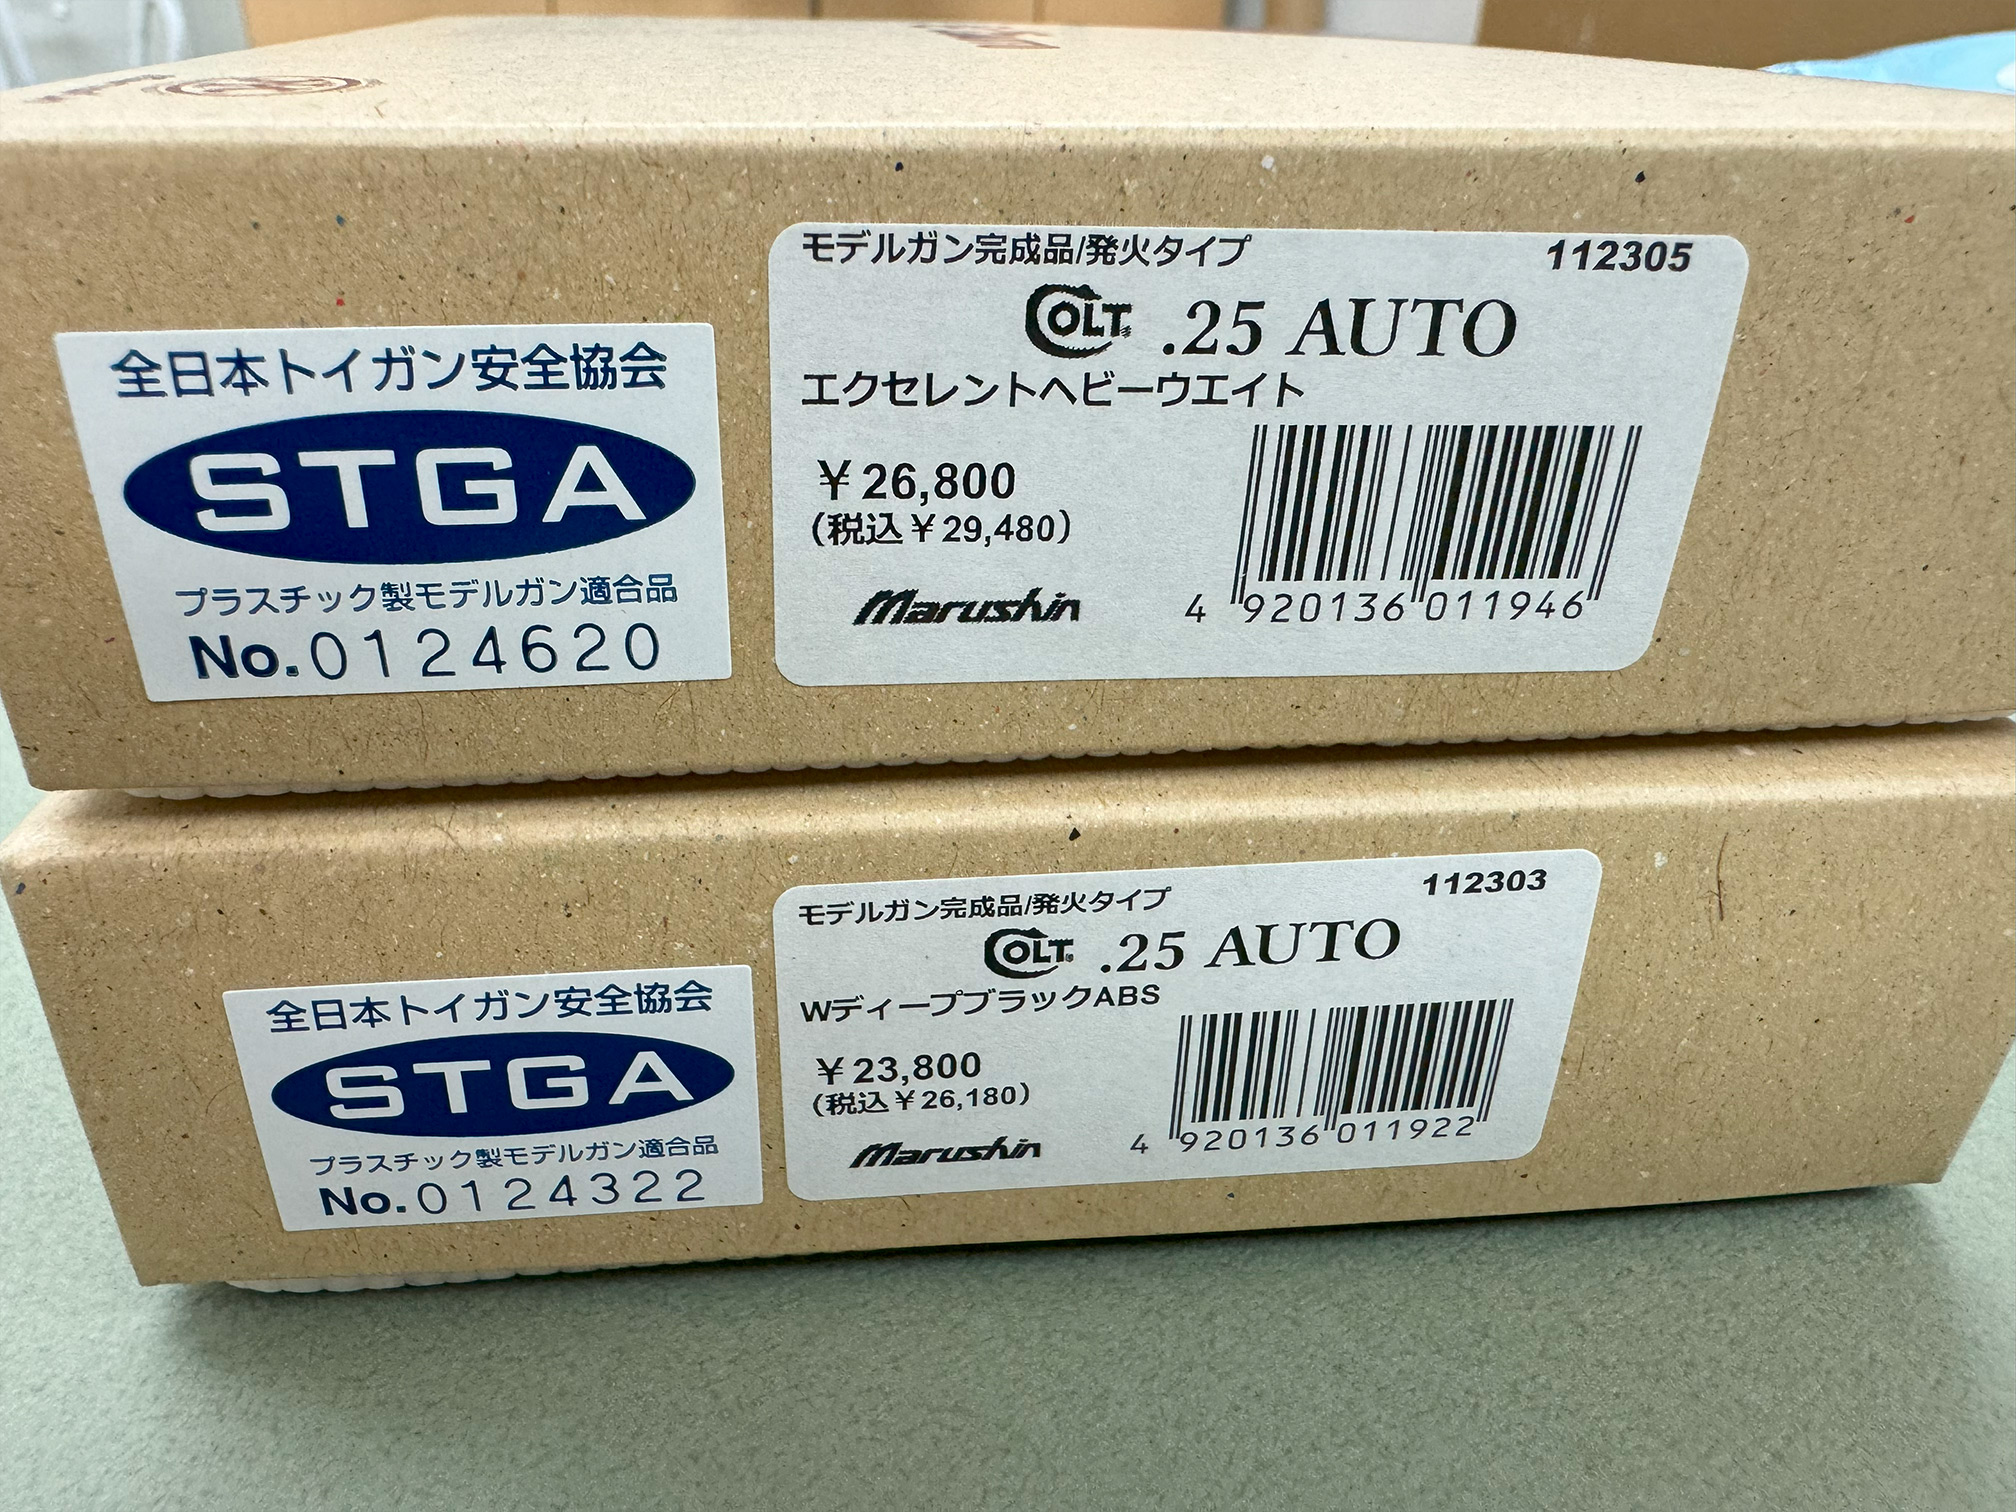 全日本トイガン安全協会
STGA
プラスチック製モデルガン適合品
No.0124620
モデルガン完成品/発火タイプ 112305
COLT .25 AUTO
エクセレントヘビーウエイト
￥26,800
(税込￥29,480)
Marushin
4 920136 011946
全日本トイガン安全協会
STGA
プラスチック製モデルガン適合品
No.0124322
モデルガン完成品/発火タイプ 112303
COLT .25 AUTO
WディープブラックABS
￥23,800
(税込￥26,180)
Marushin
4 920136 011922